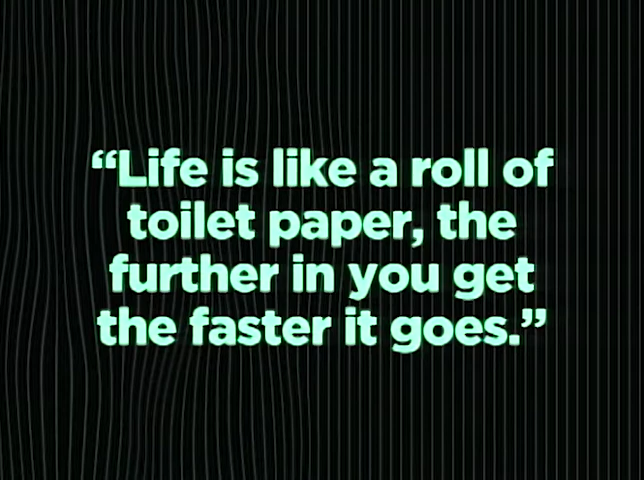 “Life is like a roll of
toilet paper, the
further in you get
the faster it goes.”